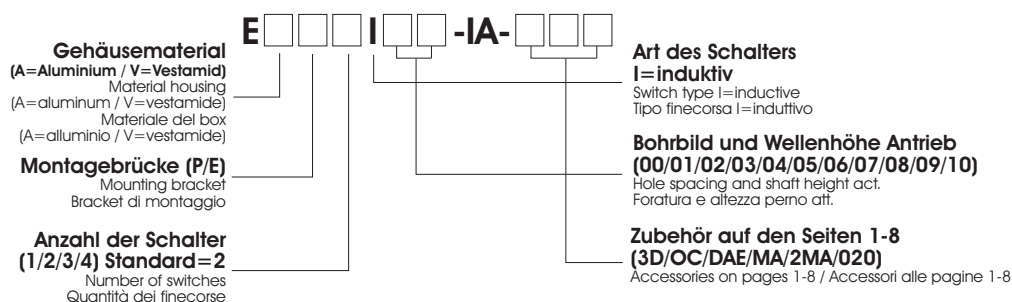 E□□□I□□-IA-□□□
Gehäusematerial
(A=Aluminium / V=Vestamid)
Material housing
(A=aluminum / V=vestamide)
Materiale del box
(A=alluminio / V=vestamide)
Montagebrücke (P/E)
Mounting bracket
Bracket di montaggio
Anzahl der Schalter
(1/2/3/4) Standard=2
Number of switches
Quantità dei finecorse
Art des Schalters
I=induktiv
Switch type I=inductive
Tipo finecorsa I=induttivo
Bohrbild und Wellenhöhe Antrieb
(00/01/02/03/04/05/06/07/08/09/10)
Hole spacing and shaft height act.
Foratura e altezza perno att.
Zubehör auf den Seiten 1-8
(3D/OC/DAE/MA/2MA/020)
Accessories on pages 1-8 / Accessori alle pagine 1-8